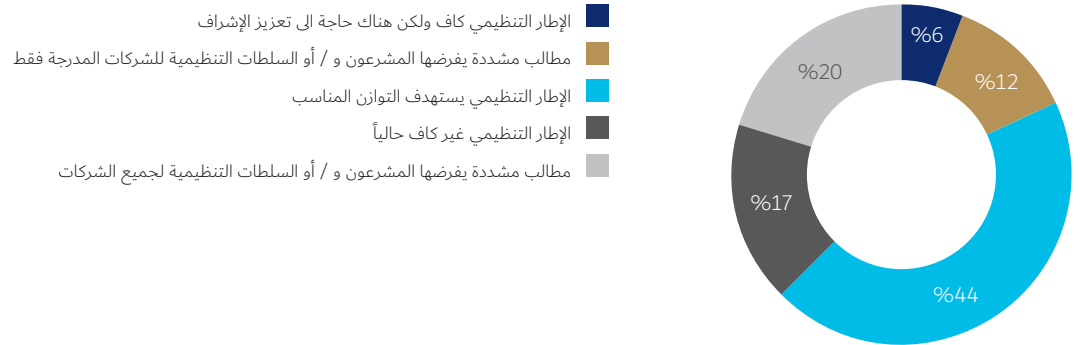 الإطار التنظيمي كاف ولكن هناك حاجة الى تعزيز الإشراف
مطالب مشددة يفرضها المشرعون و / أو السلطات التنظيمية للشركات المدرجة فقط
الإطار التنظيمي يستهدف التوازن المناسب
الإطار التنظيمي غير كاف حالياً
مطالب مشددة يفرضها المشرعون و / أو السلطات التنظيمية لجميع الشركات
%6
%12
%44
%17
%20